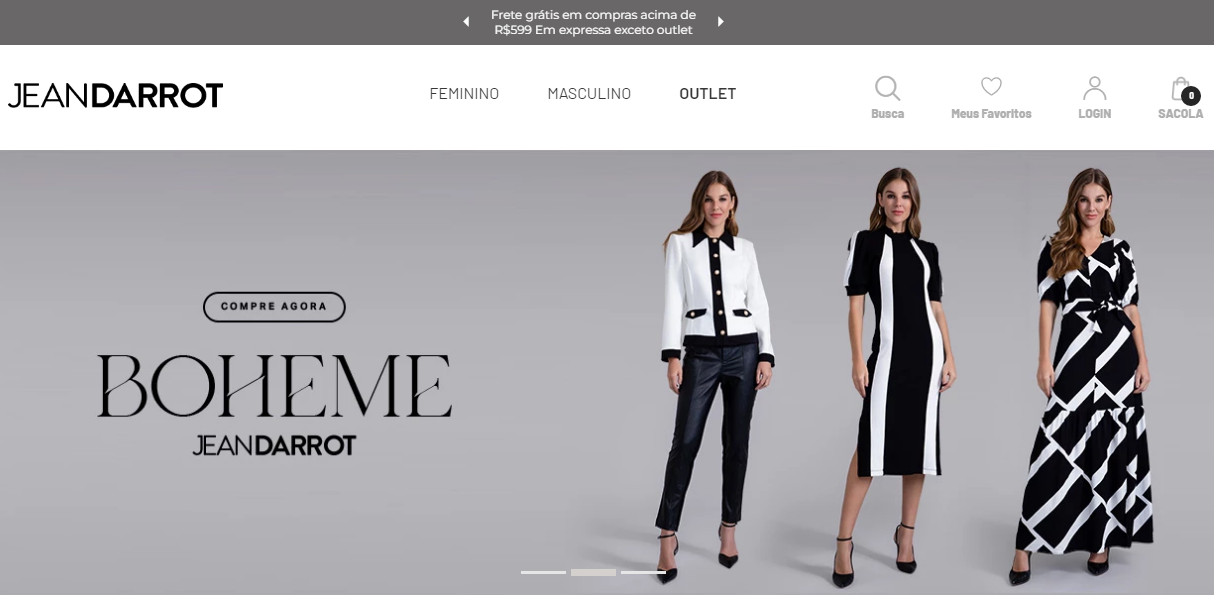 Frete grátis em compras acima de
R$599 Em expressa exceto outlet
JEANDARROT
FEMININO
MASCULINO
OUTLET
Busca
Meus Favoritos
LOGIN
0
SACOLA
COMPRE AGORA
BOHEME
JEANDARROT